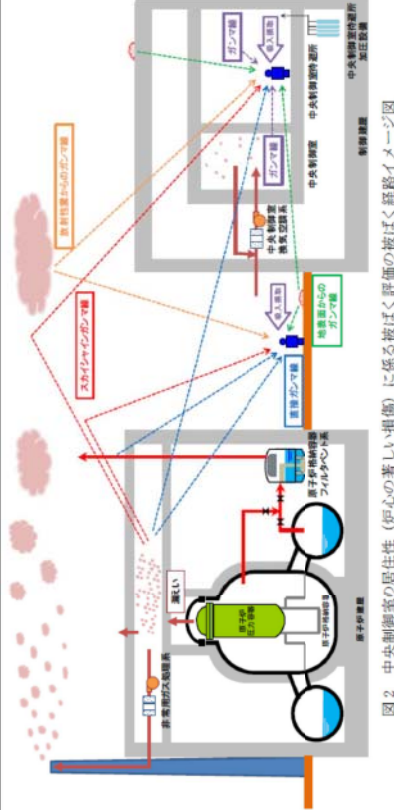 放射性雲からのガンマ線
スカイシャインガンマ線
直接ガンマ線
地表面からの
ガンマ線
吸入摂取
ガンマ線
吸入摂取
ガンマ線
中央制御室待避所
中央制御室待避所
加圧設備
中央制御室
中央制御室
換気空調系
制御建屋
非常用ガス処理系
漏えい
原子炉
圧力容器
原子炉格納容器
原子炉格納容器
フィルタベント系
原子炉建屋
図2 中央制御室の居住性（炉心の著しい損傷）に係る被ばく評価の被ばく経路イメージ図